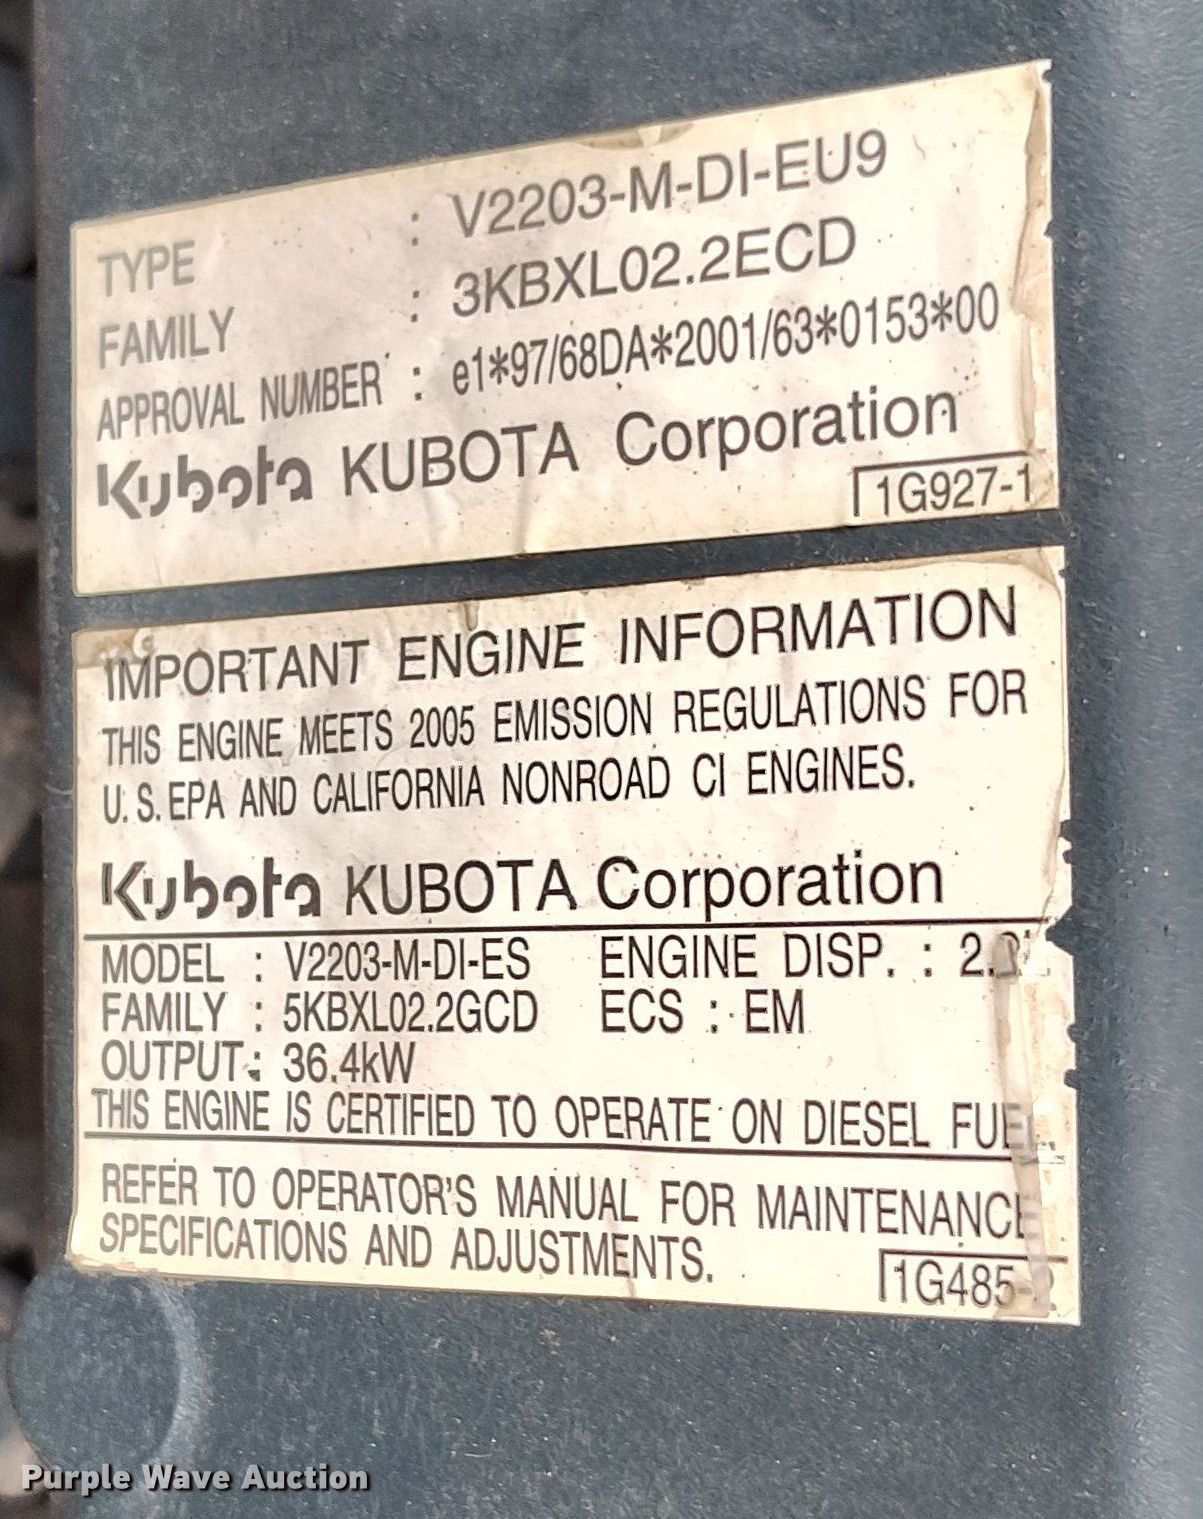 TYPE : V2203-M-DI-EU9
FAMILY : 3KBXL02.2ECD
APPROVAL NUMBER : e1*97/68DA*2001/63*0153*00
Kubota KUBOTA Corporation
1G927-1
IMPORTANT ENGINE INFORMATION
THIS ENGINE MEETS 2005 EMISSION REGULATIONS FOR
U.S.EPA AND CALIFORNIA NONROAD CI ENGINES.
Kubota KUBOTA Corporation
MODEL : V2203-M-DI-ES ENGINE DISP. :
FAMILY : 5KBXL02.2GCD ECS : EM
OUTPUT : 36.4kW
THIS ENGINE IS CERTIFIED TO OPERATE ON DIESEL FUEL.
REFER TO OPERATOR'S MANUAL FOR MAINTENANCE
SPECIFICATIONS AND ADJUSTMENTS.
Purple Wave Auction